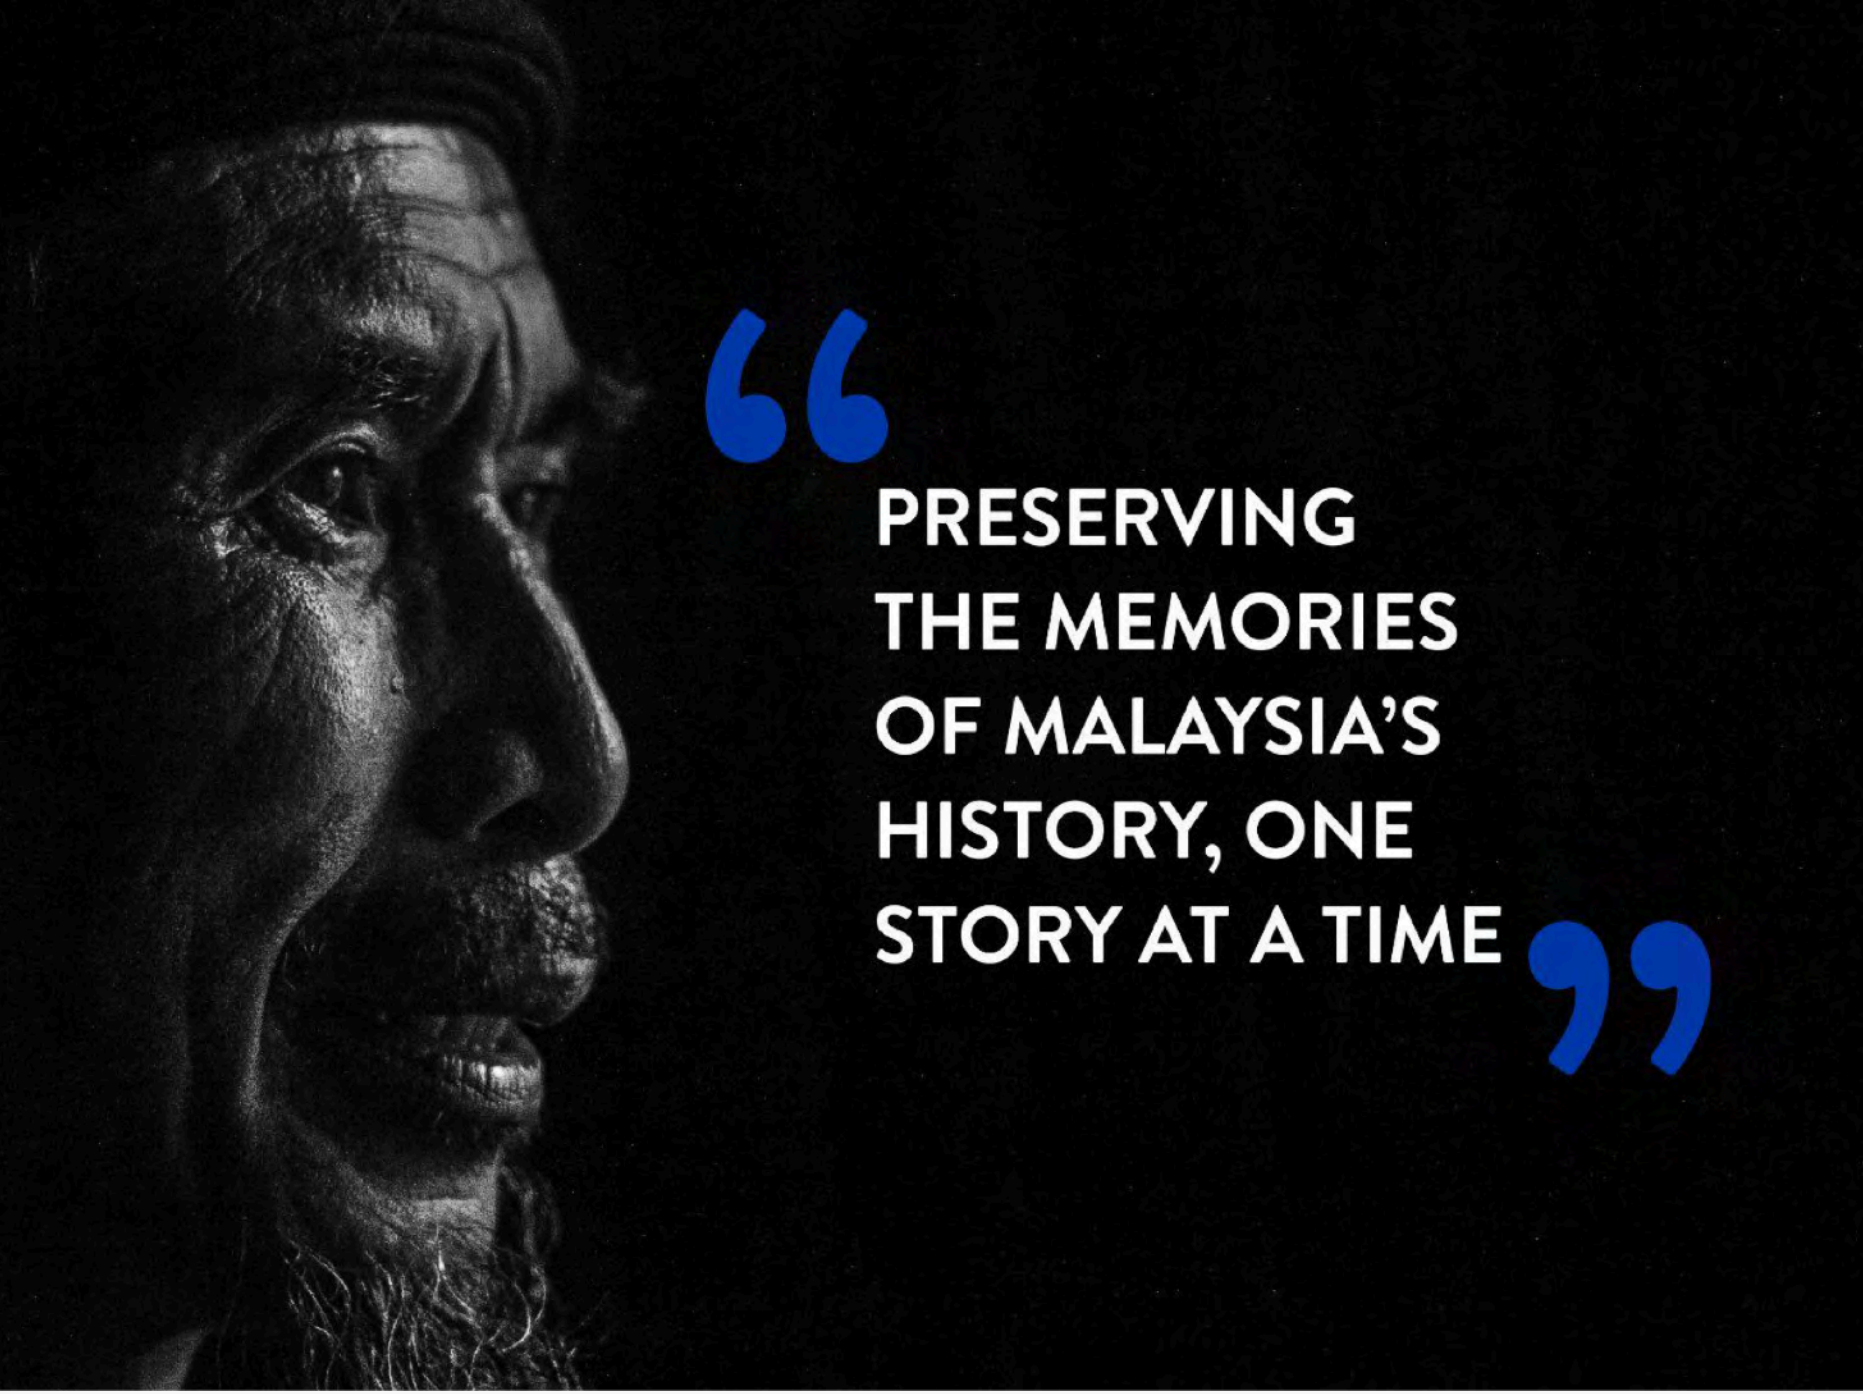 “
PRESERVING
THE MEMORIES
OF MALAYSIA’S
HISTORY, ONE
STORY AT A TIME ”